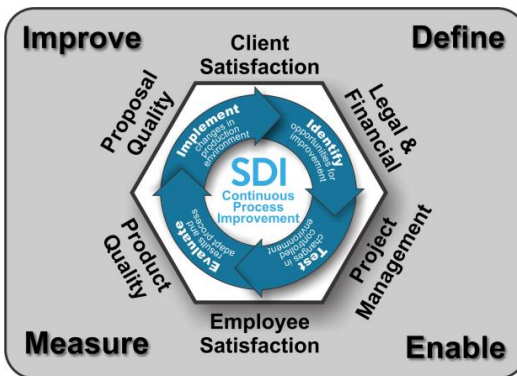 Improve
Define
Client
Satisfaction
Proposal
Quality
Legal &
Financial
Implement
changes in
production
environment
Identify
opportunities for
improvement
SDI
Continuous
Process
Improvement
Evaluate
results and
adapt process
Test
changes in
controlled
environment
Product
Quality
Project
Management
Employee
Satisfaction
Measure
Enable